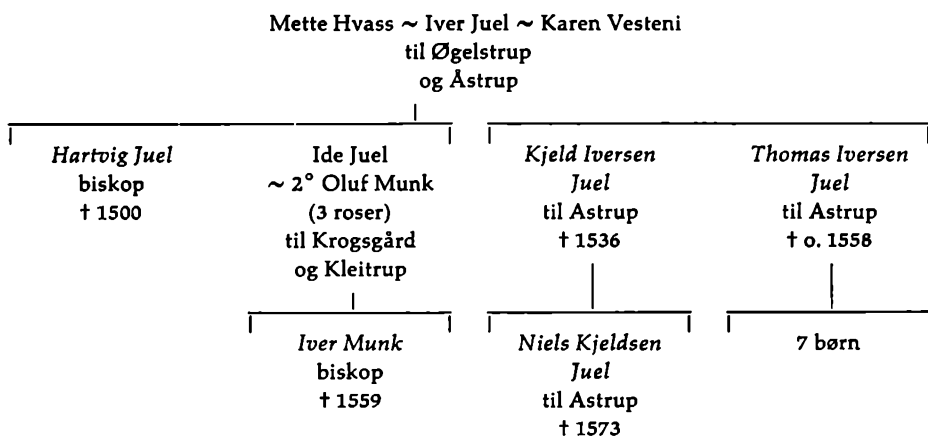 Mette Hvass ~ Iver Juel ~ Karen Vesteni
til Øgelstrup
og Åstrup
Hartvig Juel
biskop
† 1500
Ide Juel
~ 2° Oluf Munk
(3 roser)
til Krogsgård
og Kleitrup
Kjeld Iversen
Juel
til Astrup
† 1536
Thomas Iversen
Juel
til Astrup
† o. 1558
Iver Munk
biskop
† 1559
Niels Kjeldsen
Juel
til Astrup
† 1573
7 børn